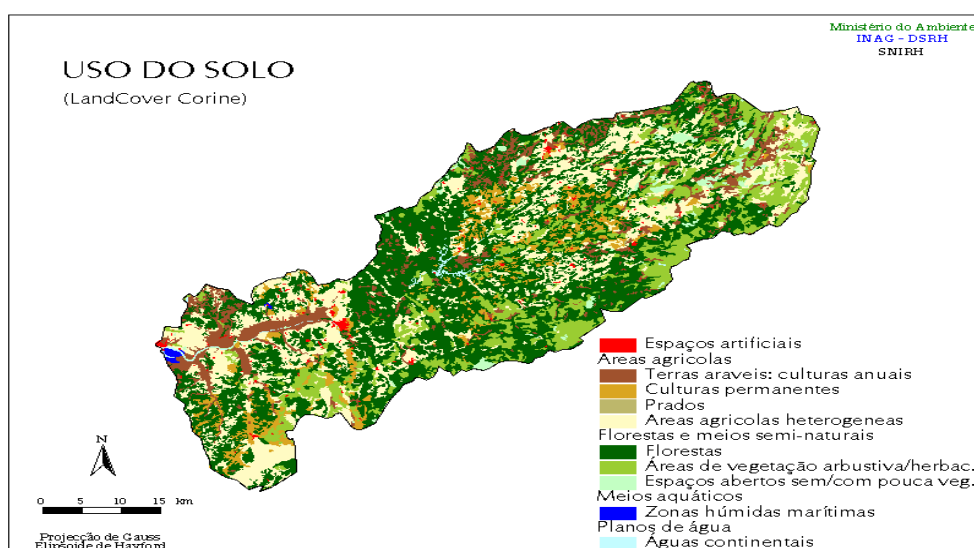 Ministério do Ambiente
INAG - DSRH
SNIRH
USO DO SOLO
(LandCover Corine)
Espaços artificiais
Areas agricolas
Terras araveis: culturas anuais
Culturas permanentes
Prados
Areas agricolas heterogeneas
Florestas e meios semi-naturais
Florestas
Áreas de vegetação arbustiva/herbac.
Espaços abertos sem/com pouca veg.
Meios aquáticos
Zonas húmidas marítimas
Planos de água
Águas continentais
N
0 5 10 15 km
Projecção de Gauss
Elipsóide de Hayford